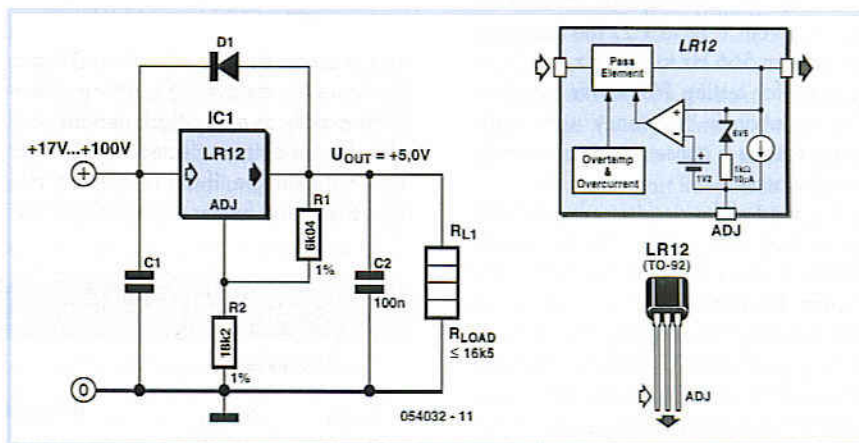 D1
IC1
+17V...+100V
LR12
ADJ
UOUT = +5,0V
R1
6k04
1%
C1
R2
18k2
1%
C2
100n
RL1
RLOAD
≤ 16k5
+
0
054032 - 11
LR12
Pass
Element
+
-
6V5
Overtemp
&
Overcurrent
1V2
1kΩ
10µA
ADJ
LR12
(TO-92)
ADJ